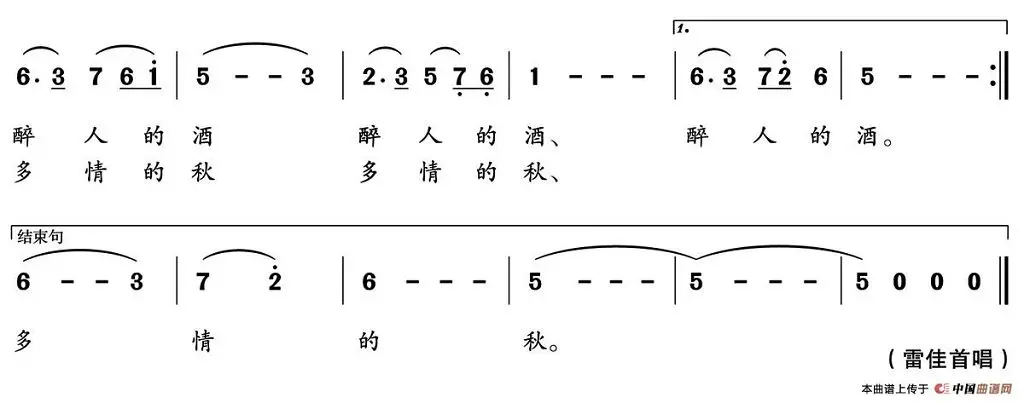 1.
6. 3 7 6 1 | 5 - - 3 | 2. 3 5 7 6 | 1 - - - | 6. 3 7 2 6 | 5 - - - :||
醉 人 的 酒 醉 人 的 酒、 醉 人 的 酒。
多 情 的 秋 多 情 的 秋、
结束句
6 - - 3 | 7 2 | 6 - - - | 5 - - - | 5 - - - | 5 0 0 0 ||
多 情 的 秋。
(雷佳首唱)
本曲谱上传于 中国曲谱网